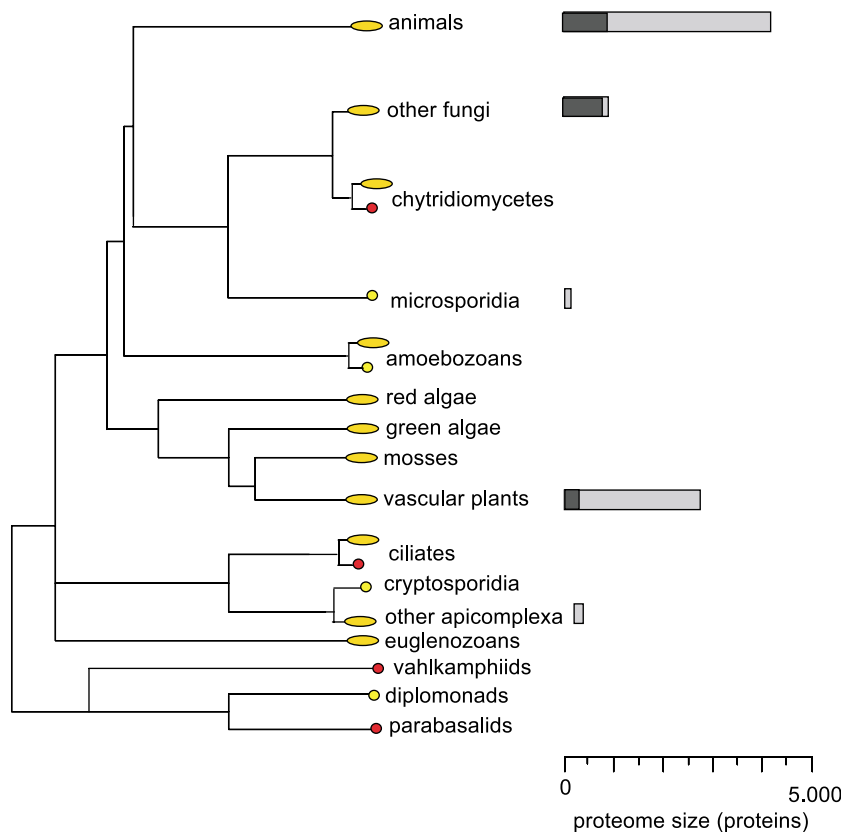 animals
other fungi
chytridiomycetes
microsporidia
amoebozoans
red algae
green algae
mosses
vascular plants
ciliates
cryptosporidia
other apicomplexa
euglenozoans
vahlkamphiids
diplomonads
parabasalids
0 5.000
proteome size (proteins)